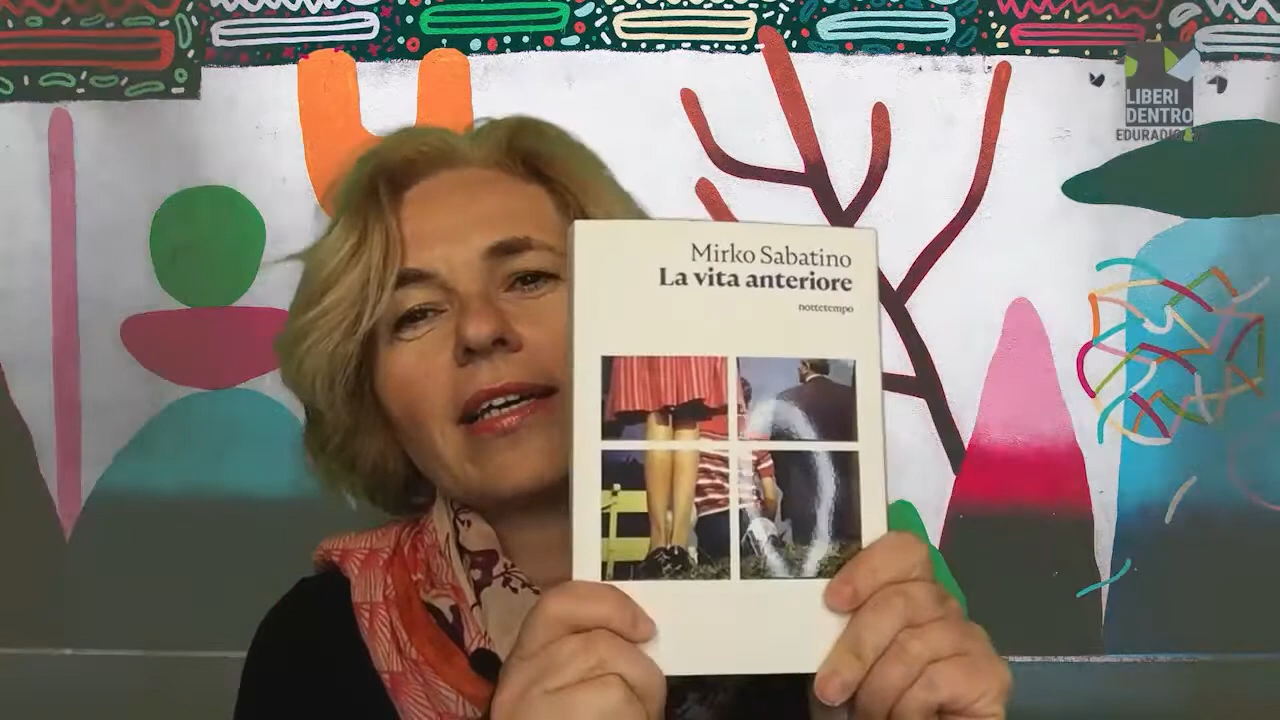 LIBERI
DENTRO
EDURADIO &
Mirko Sabatino
La vita anteriore
nottetempo